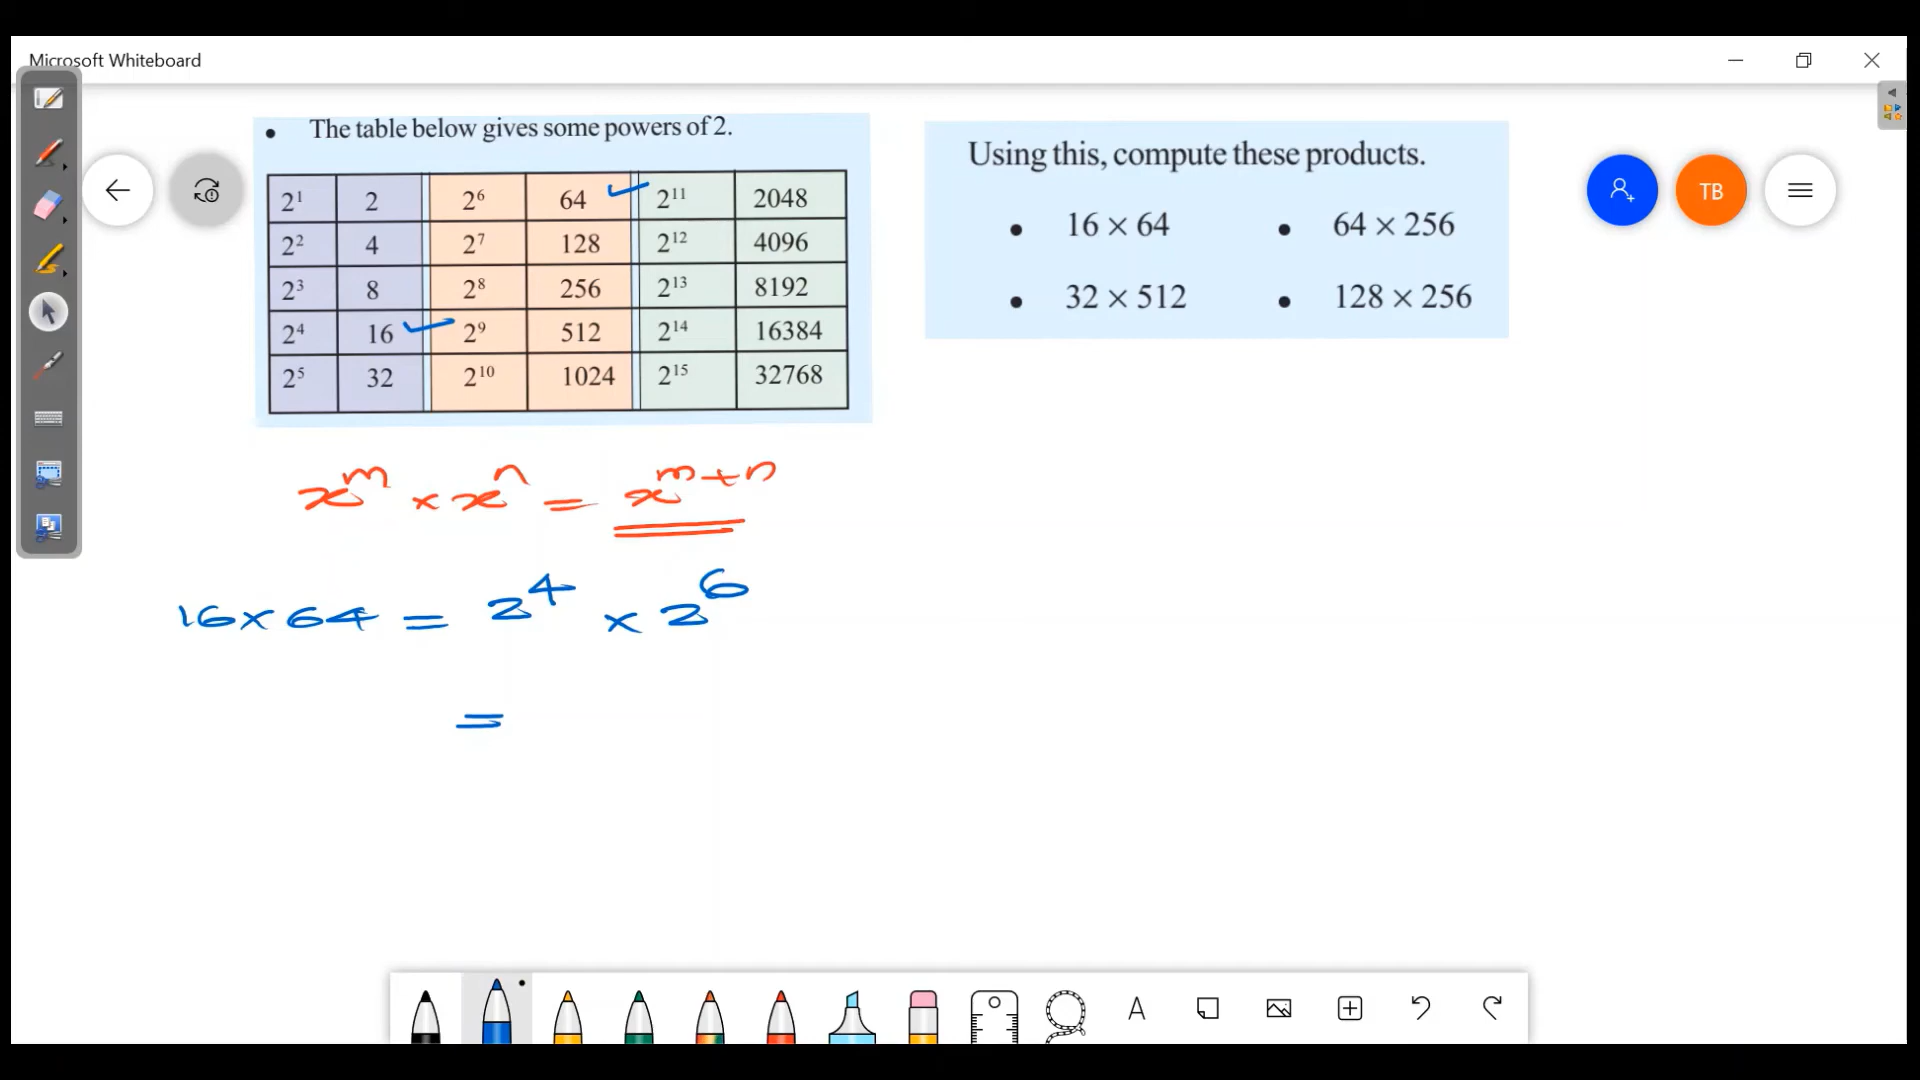 Microsoft Whiteboard
• The table below gives some powers of 2.
2¹ 2 2⁶ 64 2¹¹ 2048
2² 4 2⁷ 128 2¹² 4096
2³ 8 2⁸ 256 2¹³ 8192
2⁴ 16 2⁹ 512 2¹⁴ 16384
2⁵ 32 2¹⁰ 1024 2¹⁵ 32768
Using this, compute these products.
• 16 × 64 • 64 × 256
• 32 × 512 • 128 × 256
TB
xᵐ × xⁿ = xᵐ⁺ⁿ
16 × 64 = 2⁴ × 2⁶
=
A